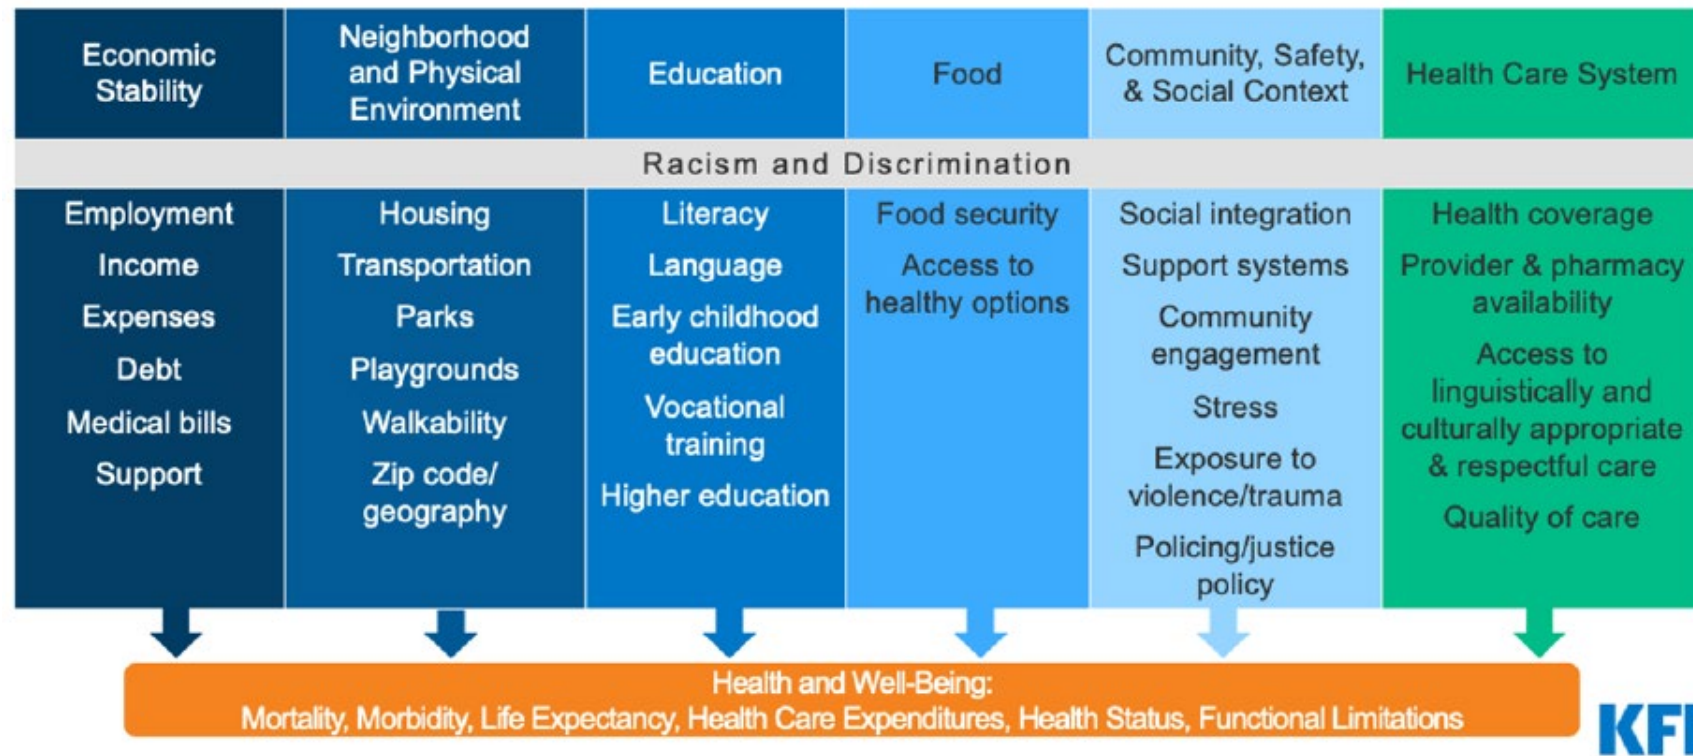 Economic
Stability
Neighborhood
and Physical
Environment
Education
Food
Community, Safety,
& Social Context
Health Care System
Racism and Discrimination
Employment
Income
Expenses
Debt
Medical bills
Support
Housing
Transportation
Parks
Playgrounds
Walkability
Zip code/
geography
Literacy
Language
Early childhood
education
Vocational
training
Higher education
Food security
Access to
healthy options
Social integration
Support systems
Community
engagement
Stress
Exposure to
violence/trauma
Policing/justice
policy
Health coverage
Provider & pharmacy
availability
Access to
linguistically and
culturally appropriate
& respectful care
Quality of care
Health and Well-Being:
Mortality, Morbidity, Life Expectancy, Health Care Expenditures, Health Status, Functional Limitations